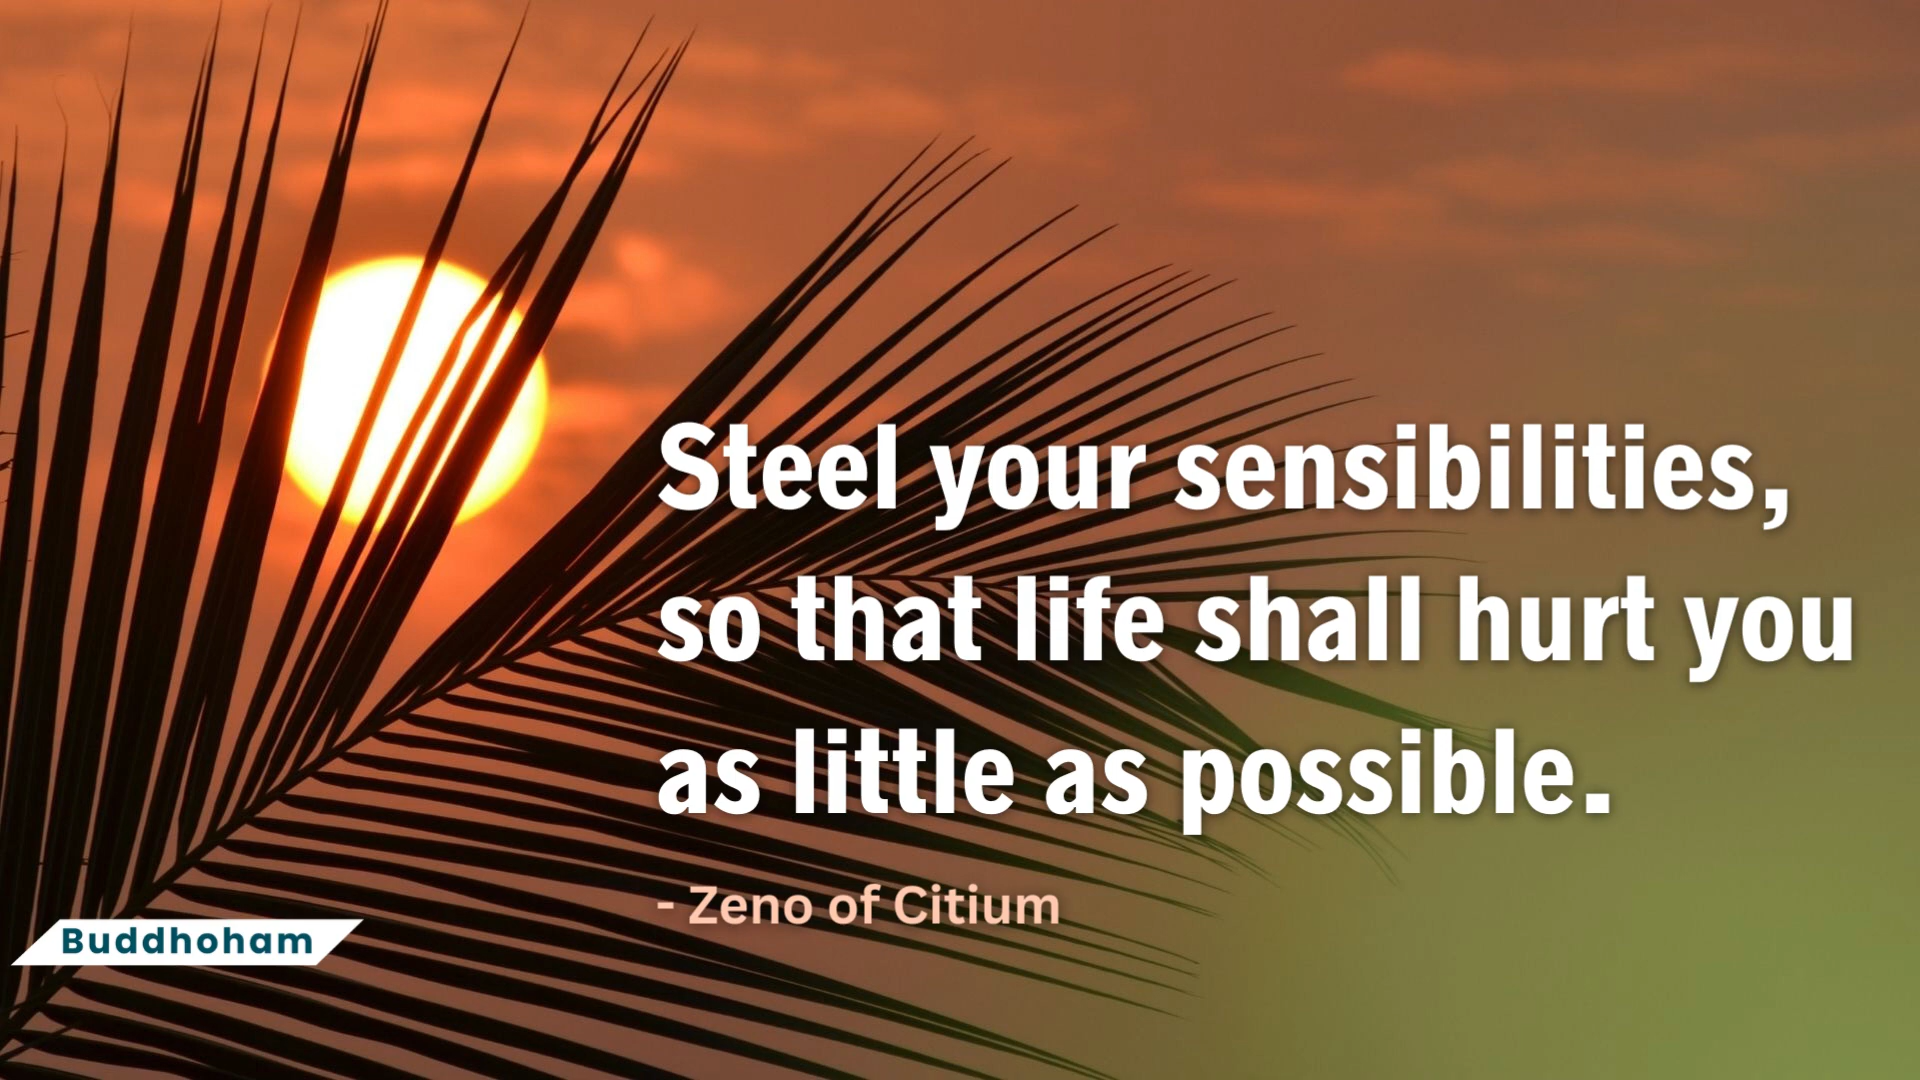 Steel your sensibilities,
so that life shall hurt you
as little as possible.
- Zeno of Citium
Buddhoham